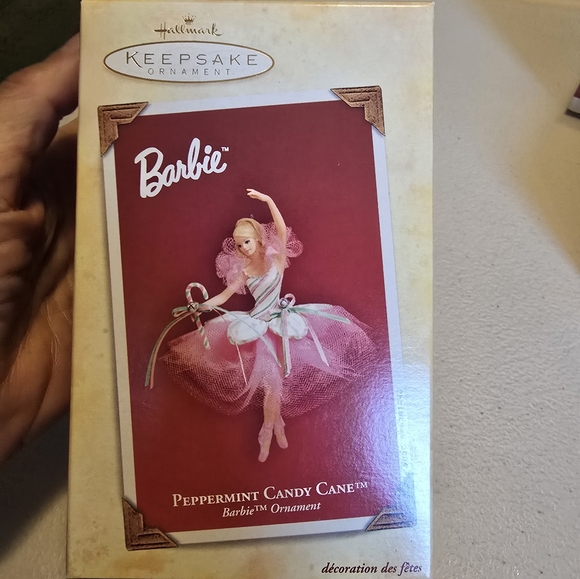 Hallmark
KEEPSAKE
ORNAMENT
Barbie™
PEPPERMINT CANDY CANE™
Barbie™ Ornament
décoration des fêtes